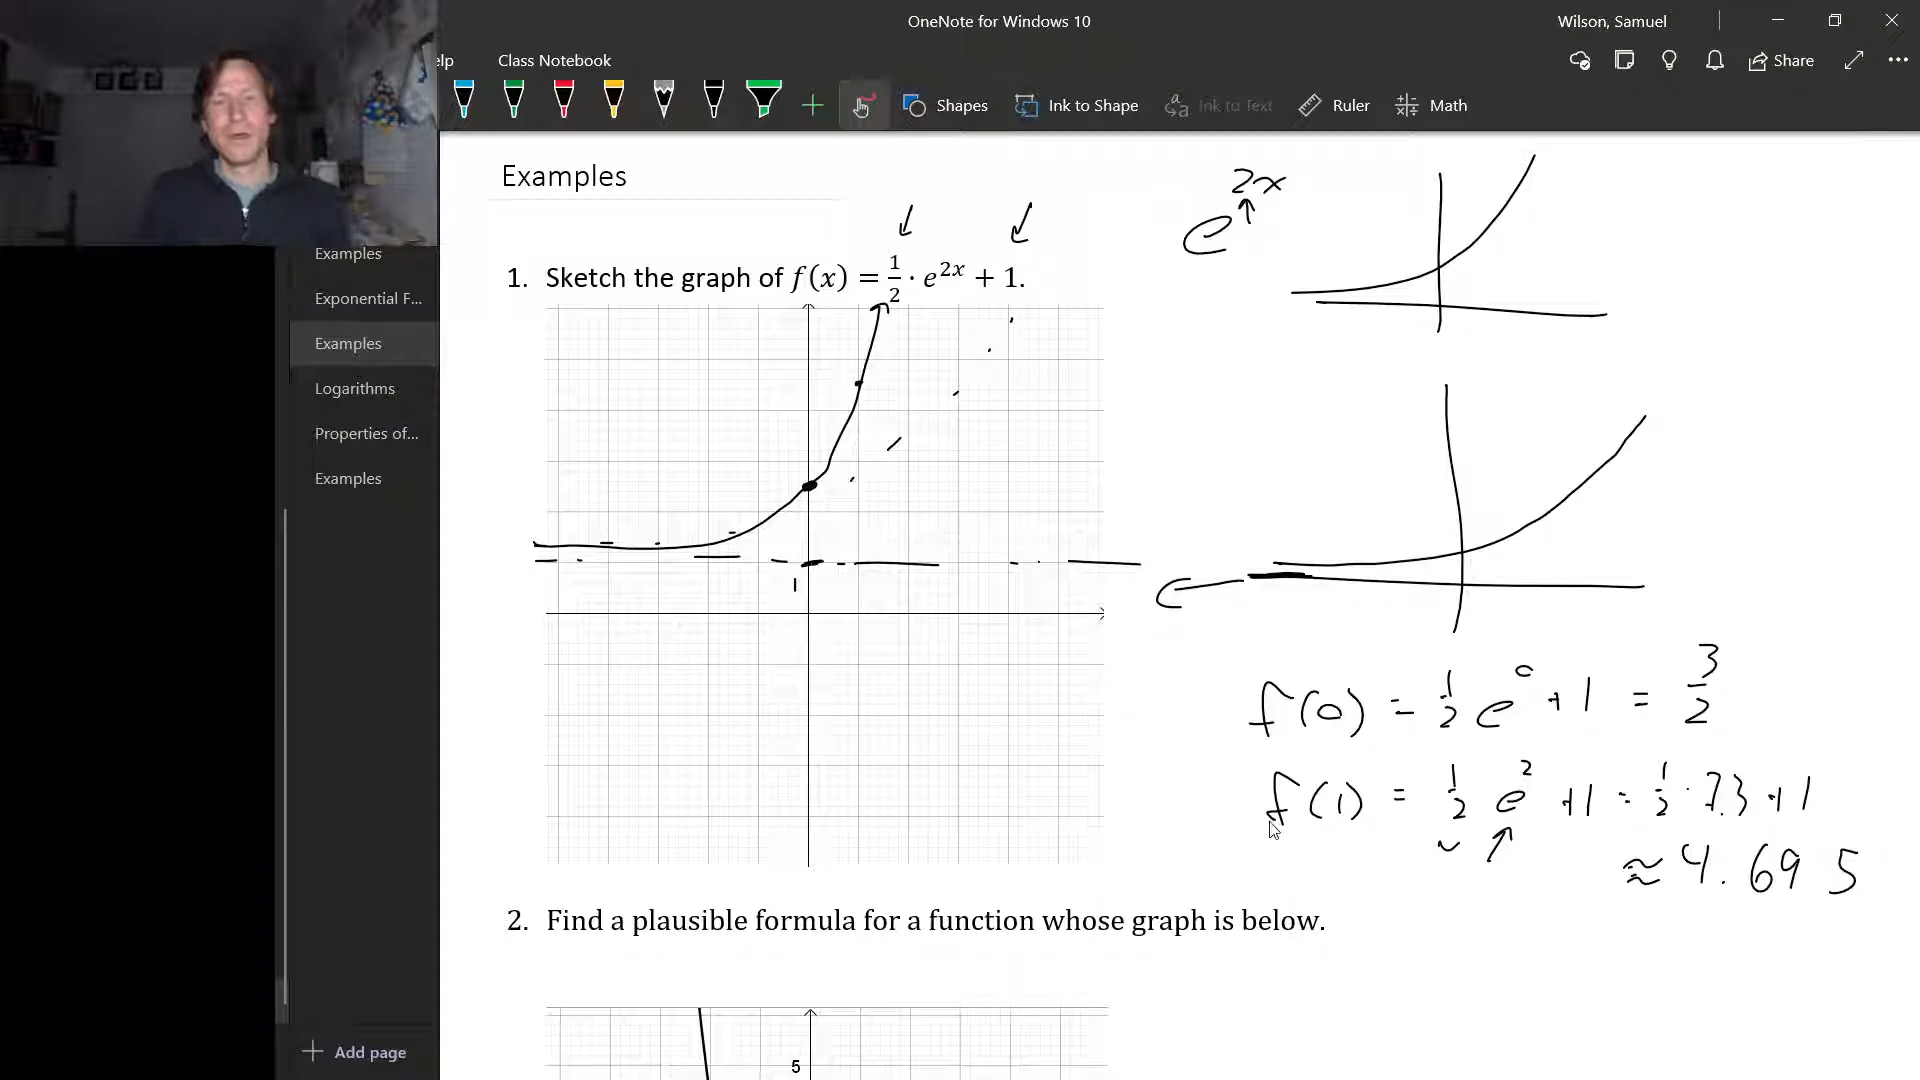 OneNote for Windows 10
Wilson, Samuel
elp
Class Notebook
Share
Shapes
Ink to Shape
Ink to Text
Ruler
Math
Examples
Exponential F...
Examples
Logarithms
Properties of...
Examples
Add page
Examples
1. Sketch the graph of f(x) = 1/2 · e^2x + 1.
e^2x
1
f(0) = 1/2 e^0 + 1 = 3/2
f(1) = 1/2 e^2 + 1 = 1/2 · 7.3 + 1
≈ 4.695
2. Find a plausible formula for a function whose graph is below.
5